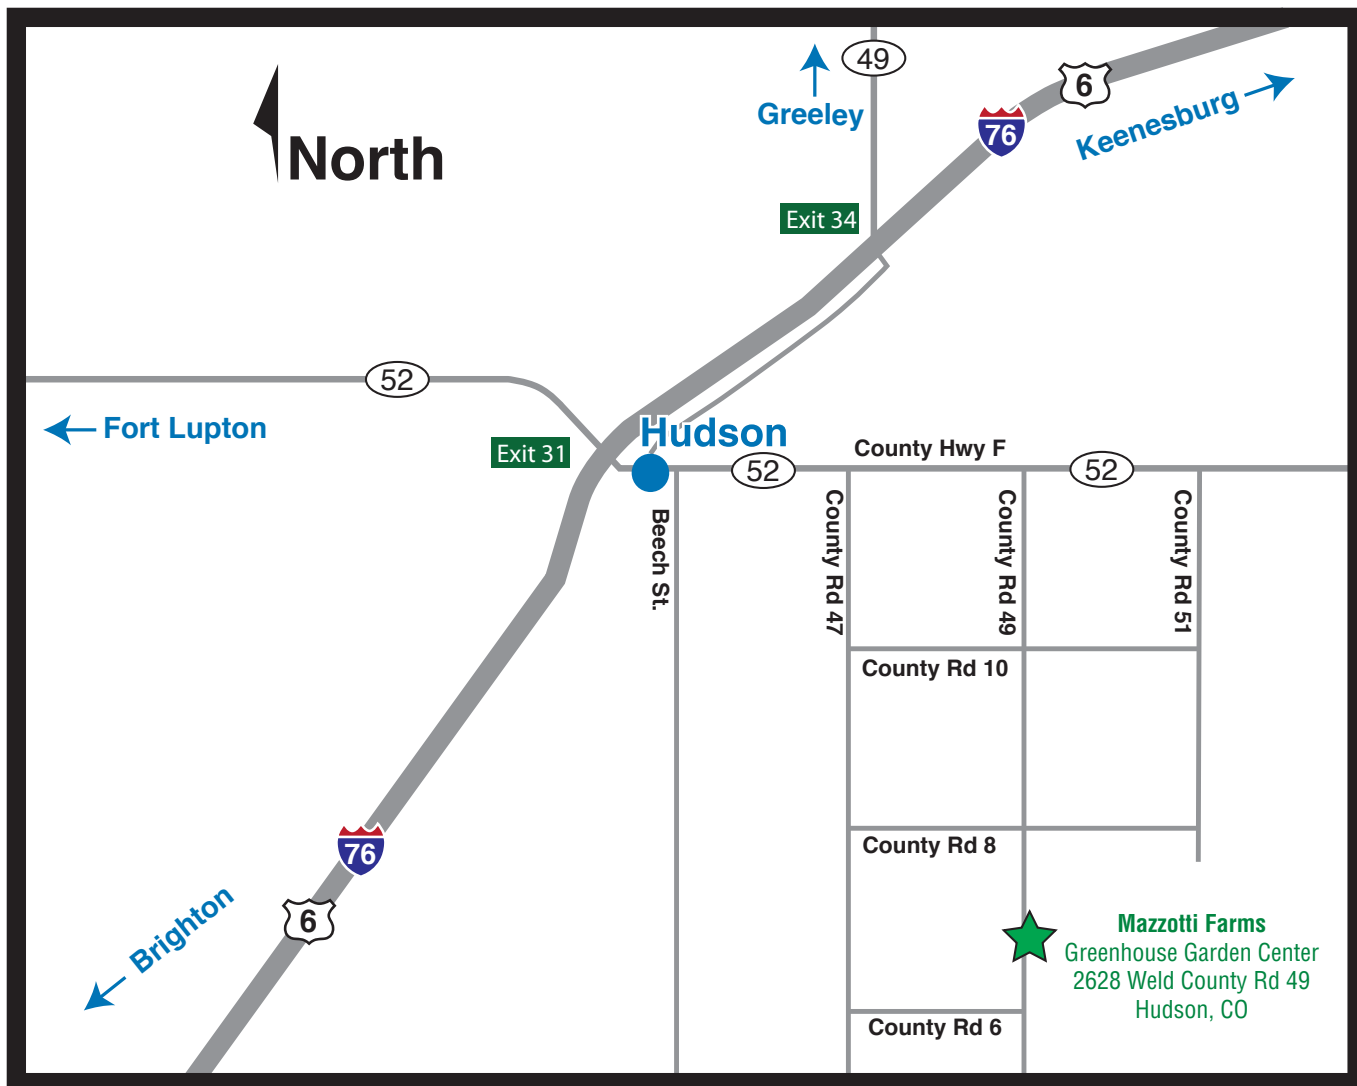 49
6
Greeley
76
Keenesburg
North
Exit 34
52
Fort Lupton
Hudson
Exit 31
County Hwy F
52
52
Beech St.
County Rd 47
County Rd 49
County Rd 51
County Rd 10
County Rd 8
76
6
Brighton
Mazzotti Farms
Greenhouse Garden Center
2628 Weld County Rd 49
Hudson, CO
County Rd 6